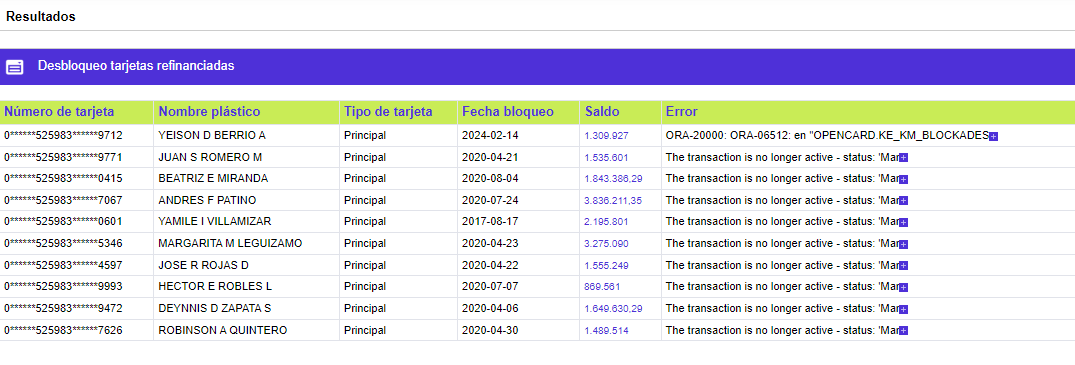 Resultados
Desbloqueo tarjetas refinanciadas
Número de tarjeta Nombre plástico Tipo de tarjeta Fecha bloqueo Saldo Error
0******525983******9712 YEISON D BERRIO A Principal 2024-02-14 1.309.927 ORA-20000: ORA-06512: en "OPENCARD.KE_KM_BLOCKADES
0******525983******9771 JUAN S ROMERO M Principal 2020-04-21 1.535.601 The transaction is no longer active - status: 'Mar
0******525983******0415 BEATRIZ E MIRANDA Principal 2020-08-04 1.843.386,29 The transaction is no longer active - status: 'Mar
0******525983******7067 ANDRES F PATINO Principal 2020-07-24 3.836.211,35 The transaction is no longer active - status: 'Mar
0******525983******0601 YAMILE I VILLAMIZAR Principal 2017-08-17 2.195.801 The transaction is no longer active - status: 'Mar
0******525983******5346 MARGARITA M LEGUIZAMO Principal 2020-04-23 3.275.090 The transaction is no longer active - status: 'Mar
0******525983******4597 JOSE R ROJAS D Principal 2020-04-22 1.555.249 The transaction is no longer active - status: 'Mar
0******525983******9993 HECTOR E ROBLES L Principal 2020-07-07 869.561 The transaction is no longer active - status: 'Mar
0******525983******9472 DEYNNIS D ZAPATA S Principal 2020-04-06 1.649.630,29 The transaction is no longer active - status: 'Mar
0******525983******7626 ROBINSON A QUINTERO Principal 2020-04-30 1.489.514 The transaction is no longer active - status: 'Mar